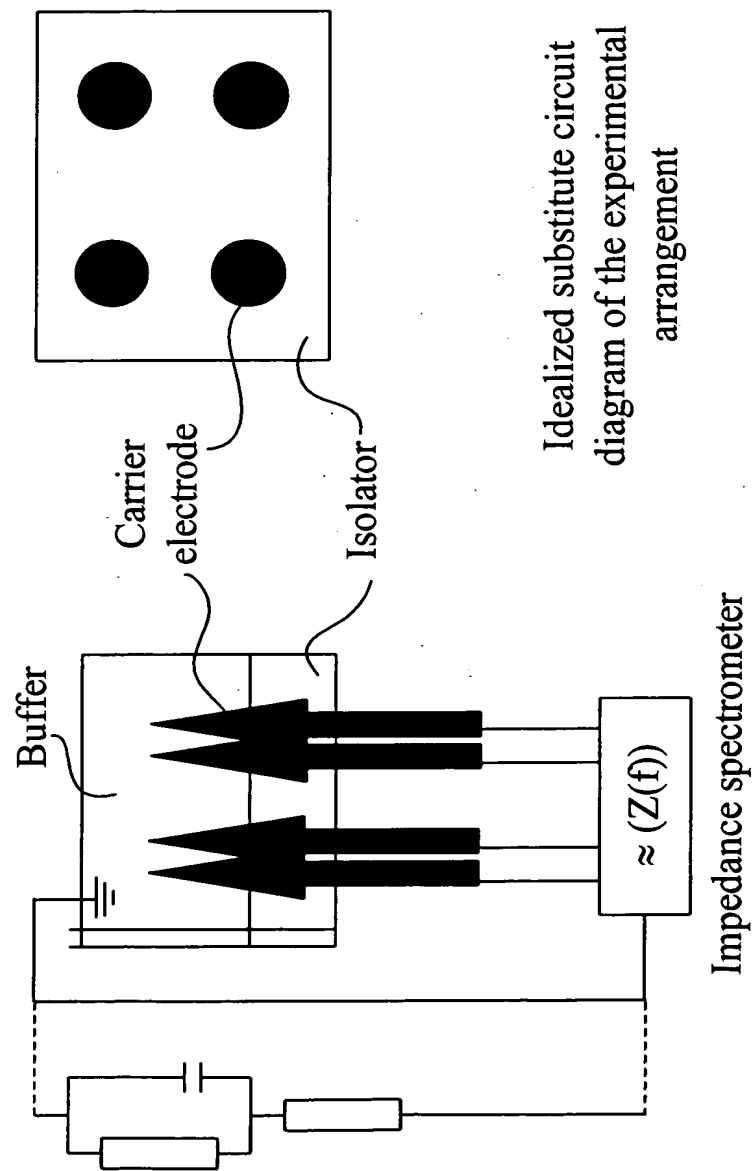 Buffer
Carrier
electrode
Isolator
≈ (Z(f))
Impedance spectrometer
Idealized substitute circuit
diagram of the experimental
arrangement